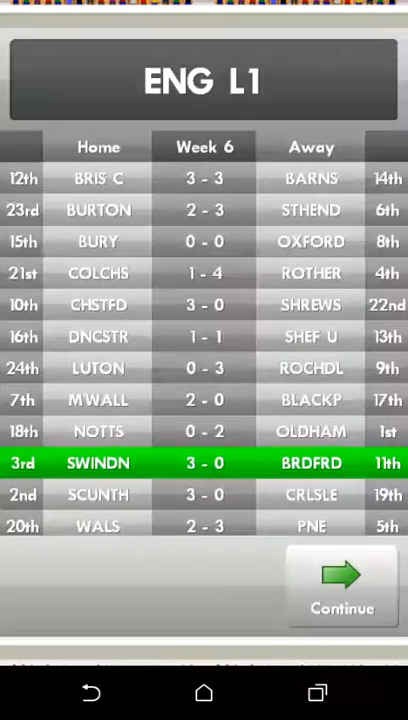 ENG L1
Home Week 6 Away
12th BRIS C 3 - 3 BARNS 14th
23rd BURTON 2 - 3 STHEND 6th
15th BURY 0 - 0 OXFORD 8th
21st COLCHS 1 - 4 ROTHER 4th
10th CHSTFD 3 - 0 SHREWS 22nd
16th DNCSTR 1 - 1 SHEF U 13th
24th LUTON 0 - 3 ROCHDL 9th
7th M'WALL 2 - 0 BLACKP 17th
18th NOTTS 0 - 2 OLDHAM 1st
3rd SWINDN 3 - 0 BRDFRD 11th
2nd SCUNTH 3 - 0 CRLSLE 19th
20th WALS 2 - 3 PNE 5th
Continue